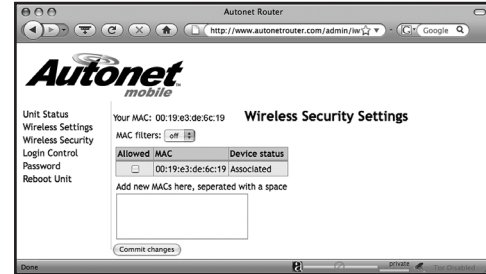 Autonet Router
http://www.autonetrouter.com/admin/iw
Google
Autonet
mobile
Unit Status
Wireless Settings
Wireless Security
Login Control
Password
Reboot Unit
Your MAC: 00:19:e3:de:6c:19
Wireless Security Settings
MAC filters: off
Allowed MAC Device status
00:19:e3:de:6c:19 Associated
Add new MACs here, seperated with a space
Commit changes
Done
private
Tor Disabled